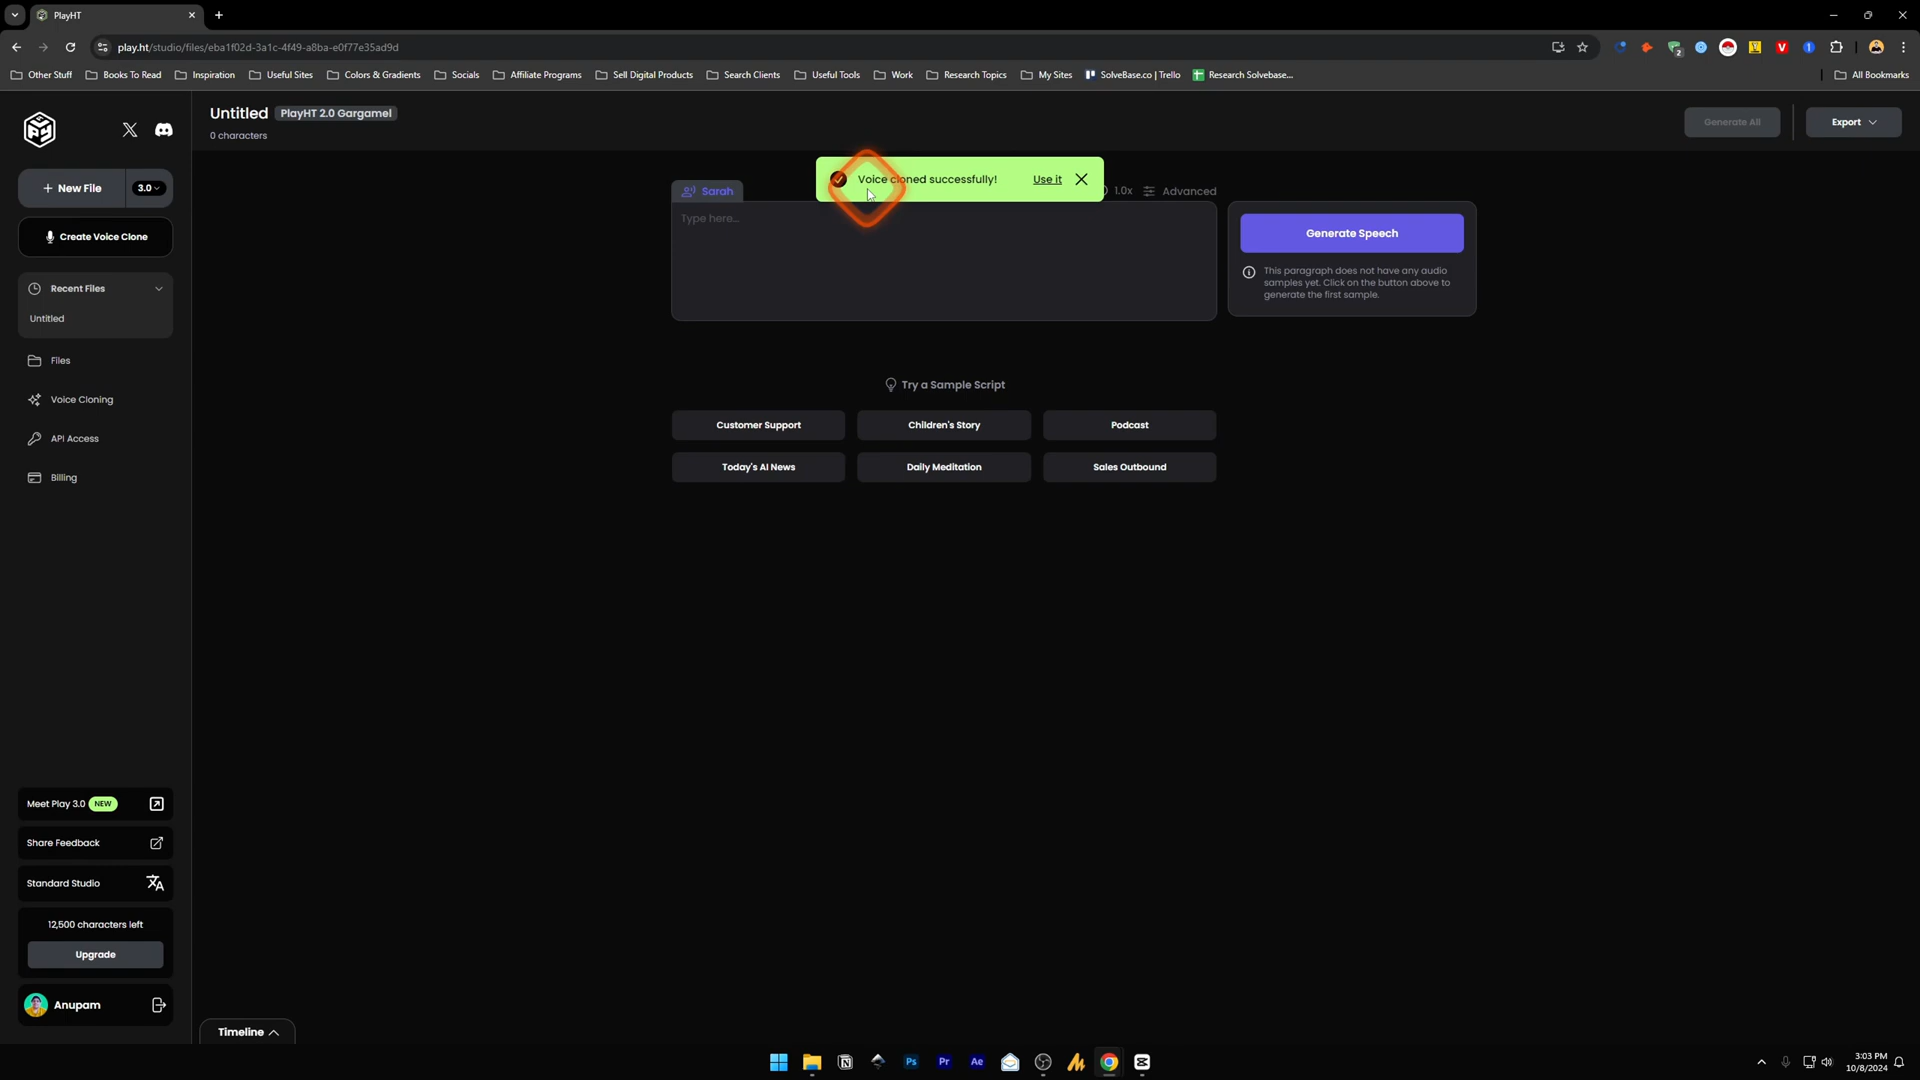 PlayHT
play.ht/studio/files/eba1f02d-3a1c-4f49-a8ba-e0f77e35ad9d
Other Stuff
Books To Read
Inspiration
Useful Sites
Colors & Gradients
Socials
Affiliate Programs
Sell Digital Products
Search Clients
Useful Tools
Work
Research Topics
My Sites
SolveBase.co | Trello
Research Solvebase...
All Bookmarks
Untitled
PlayHT 2.0 Gargamel
0 characters
Generate All
Export
Voice cloned successfully!
Use it
New File
3.0
Create Voice Clone
Recent Files
Untitled
Files
Voice Cloning
API Access
Billing
Sarah
1.0x
Advanced
Type here...
Generate Speech
This paragraph does not have any audio
samples yet. Click on the button above to
generate the first sample.
Try a Sample Script
Customer Support
Children's Story
Podcast
Today's AI News
Daily Meditation
Sales Outbound
Meet Play 3.0
NEW
Share Feedback
Standard Studio
12,500 characters left
Upgrade
Anupam
Timeline
Ps
Pr
Ae
3:03 PM
10/8/2024